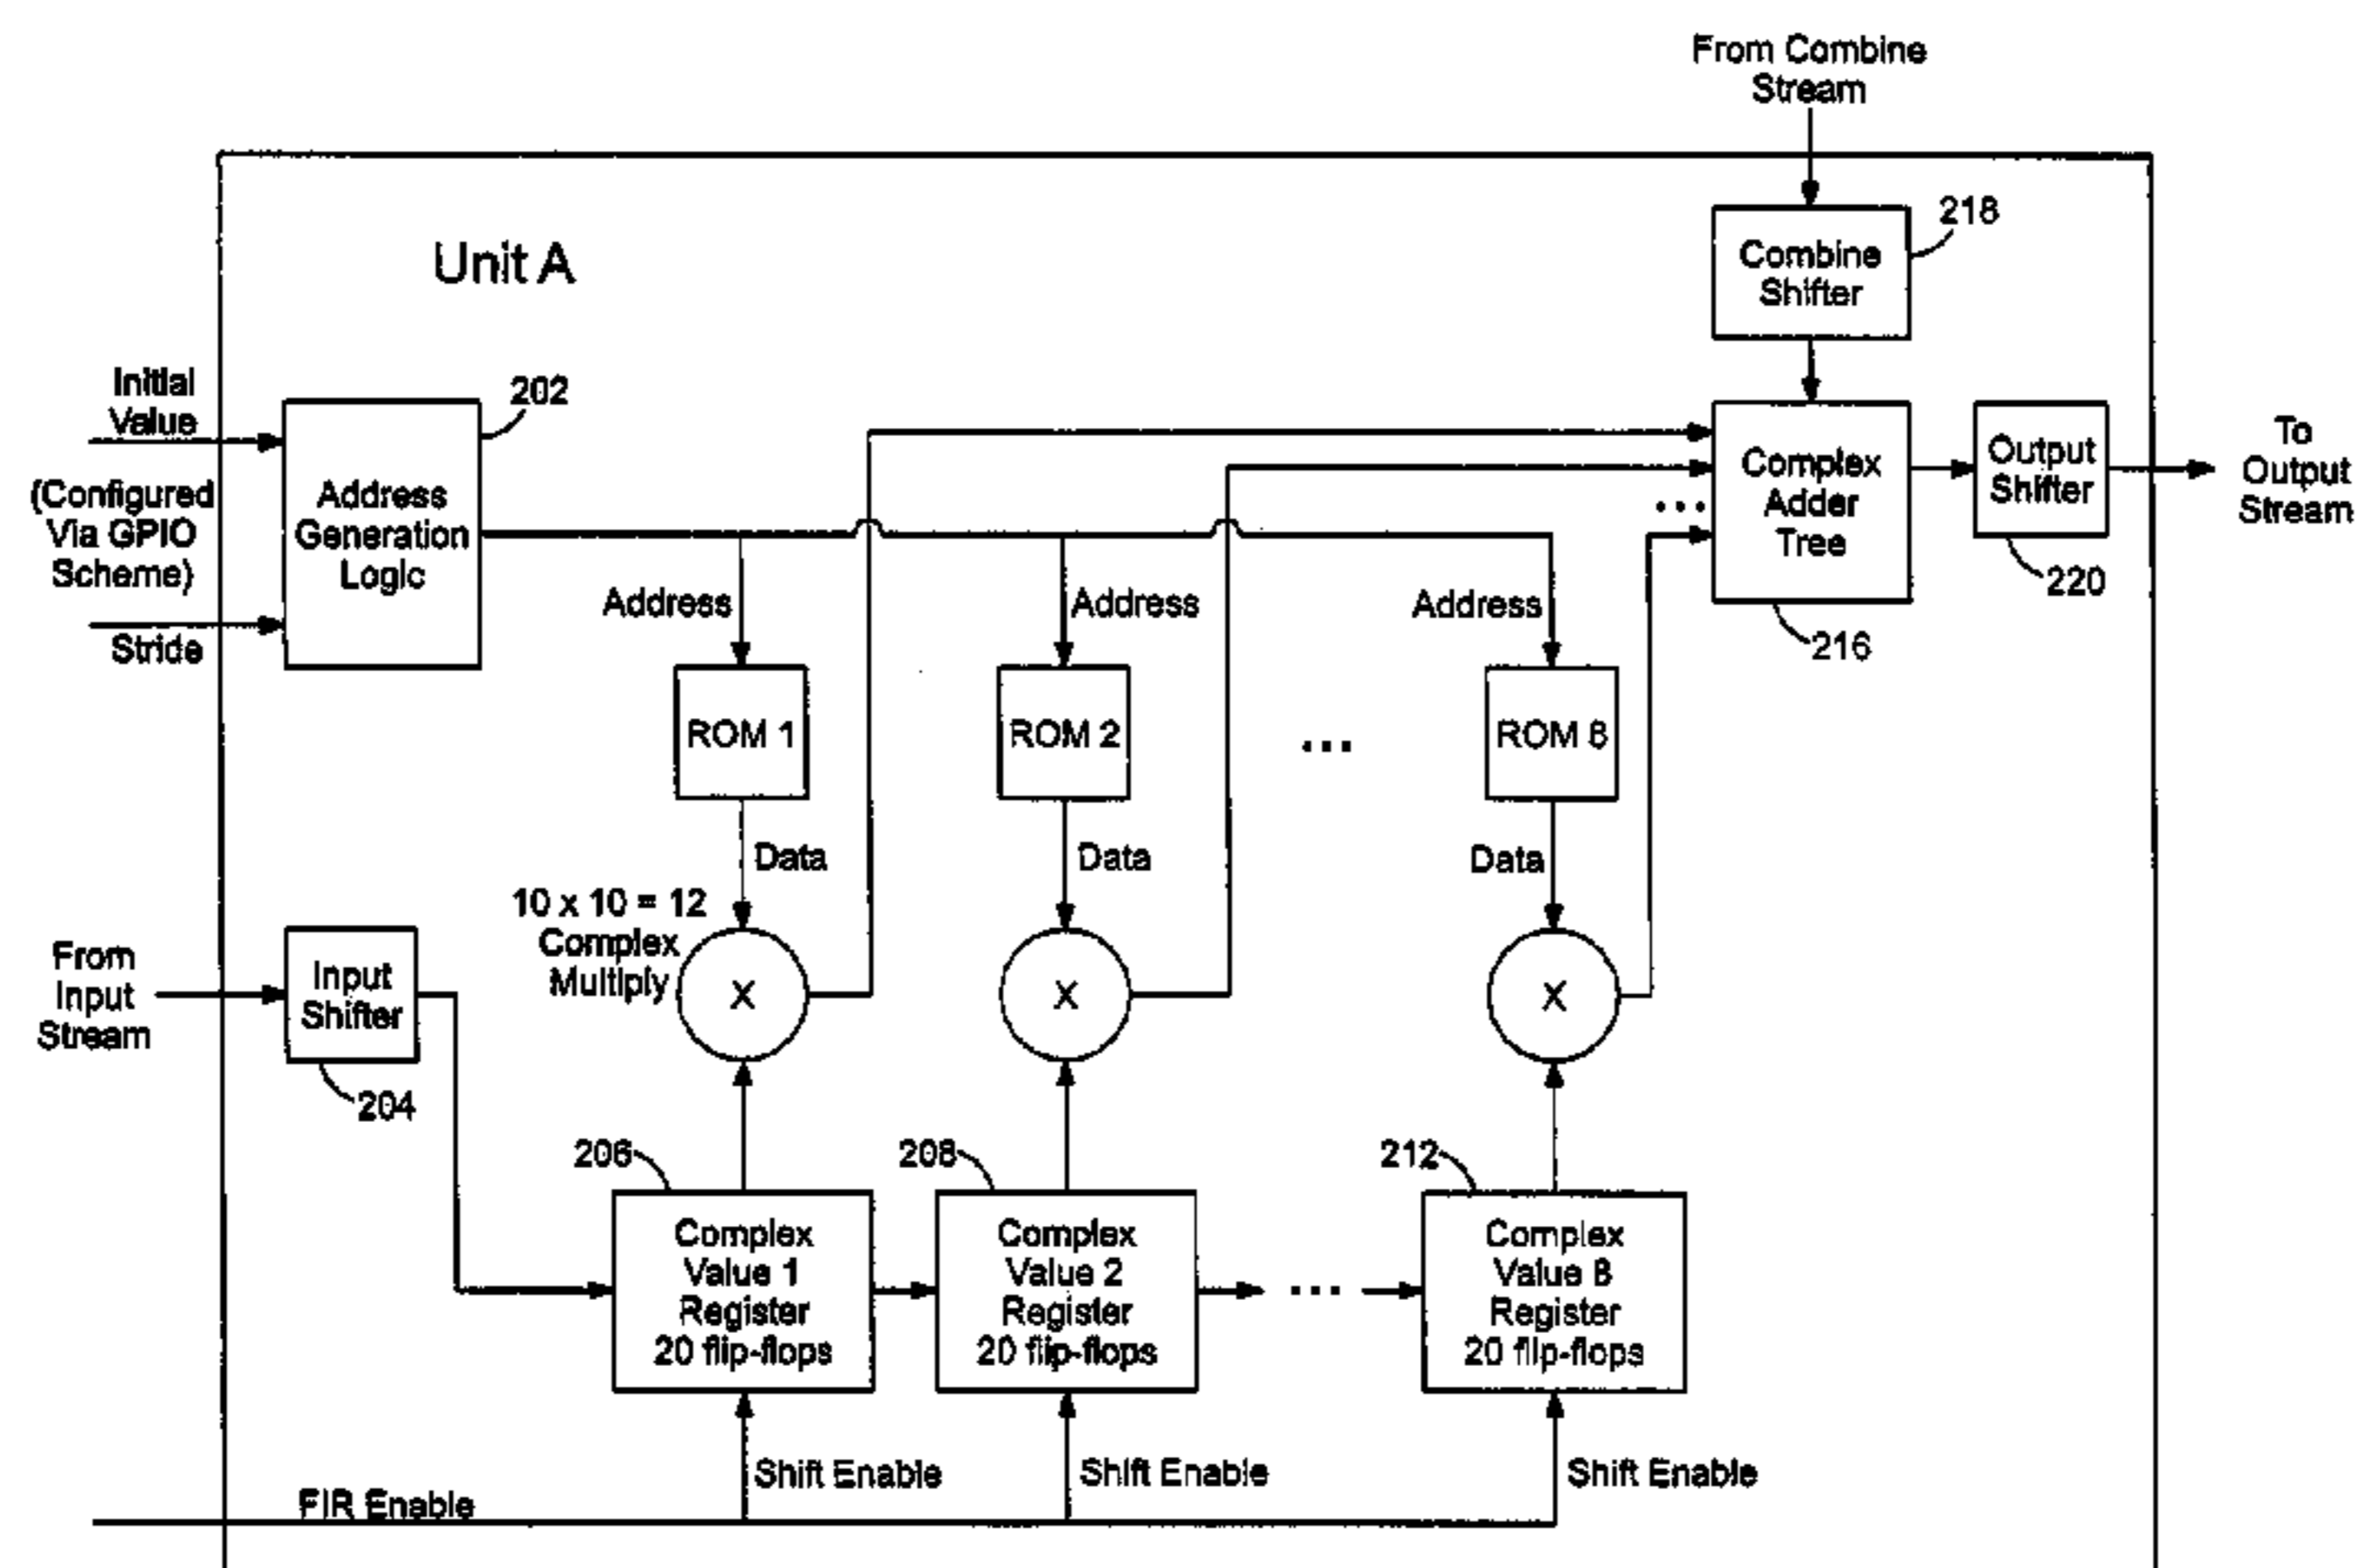 From Combine
Stream
218
Combine
Shifter
Unit A
Initial
Value
202
(Configured
Via GPIO
Scheme)
Address
Generation
Logic
Stride
Complex
Adder
Tree
Output
Shifter
To
Output
Stream
220
216
Address
Address
Address
ROM 1
ROM 2
...
ROM 8
Data
Data
Data
10 x 10 = 12
Complex
Multiply
X
X
X
From
Input
Stream
Input
Shifter
204
206
208
212
Complex
Value 1
Register
20 flip-flops
Complex
Value 2
Register
20 flip-flops
...
Complex
Value 8
Register
20 flip-flops
Shift Enable
Shift Enable
Shift Enable
FIR Enable